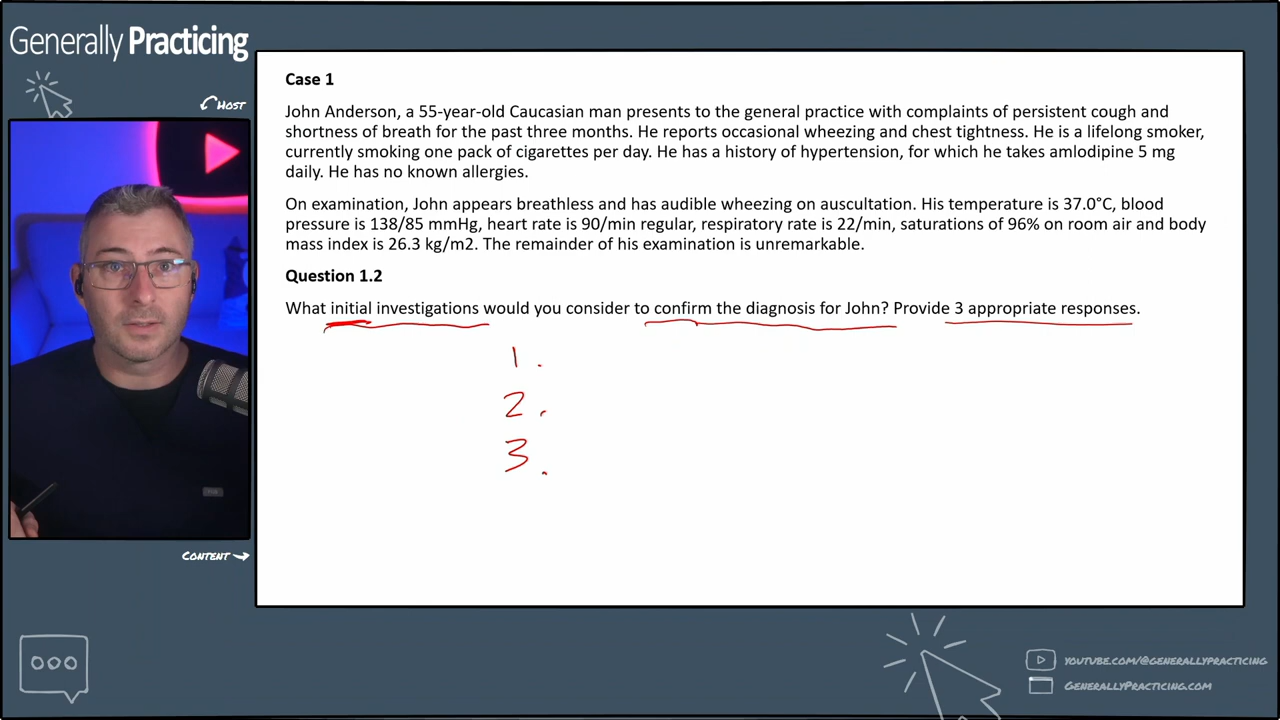 Generally Practicing
Host
Case 1
John Anderson, a 55-year-old Caucasian man presents to the general practice with complaints of persistent cough and
shortness of breath for the past three months. He reports occasional wheezing and chest tightness. He is a lifelong smoker,
currently smoking one pack of cigarettes per day. He has a history of hypertension, for which he takes amlodipine 5 mg
daily. He has no known allergies.
On examination, John appears breathless and has audible wheezing on auscultation. His temperature is 37.0°C, blood
pressure is 138/85 mmHg, heart rate is 90/min regular, respiratory rate is 22/min, saturations of 96% on room air and body
mass index is 26.3 kg/m2. The remainder of his examination is unremarkable.
Question 1.2
What initial investigations would you consider to confirm the diagnosis for John? Provide 3 appropriate responses.
1.
2.
3.
Content
youtube.com/@generallypracticing
GenerallyPracticing.com